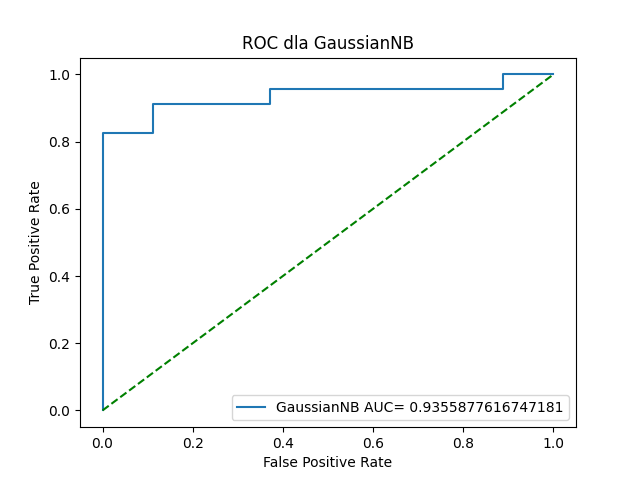 ROC dla GaussianNB
1.0
0.8
0.6
0.4
0.2
0.0
True Positive Rate
GaussianNB AUC= 0.9355877616747181
0.0 0.2 0.4 0.6 0.8 1.0
False Positive Rate